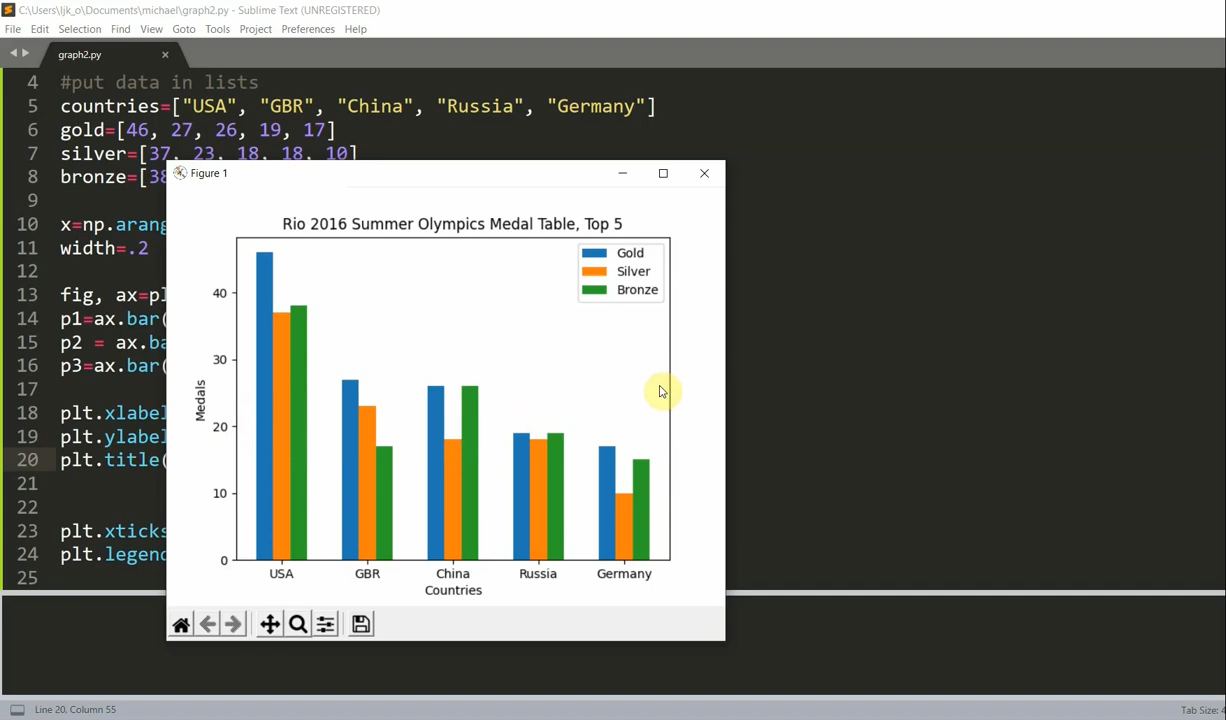 C:\Users\ljk_o\Documents\michael\graph2.py - Sublime Text (UNREGISTERED)
File Edit Selection Find View Goto Tools Project Preferences Help
graph2.py
4 #put data in lists
5 countries=["USA", "GBR", "China", "Russia", "Germany"]
6 gold=[46, 27, 26, 19, 17]
7 silver=[37, 23, 18, 18, 10]
8 bronze=[38
9
10 x=np.arang
11 width=.2
12
13 fig, ax=pl
14 p1=ax.bar(
15 p2 = ax.ba
16 p3=ax.bar(
17
18 plt.xlabel
19 plt.ylabel
20 plt.title(
21
22
23 plt.xticks
24 plt.legend
25
Figure 1
Rio 2016 Summer Olympics Medal Table, Top 5
Gold
Silver
Bronze
Medals
40
30
20
10
0
USA GBR China Russia Germany
Countries
Line 20, Column 55
Tab Size: 4